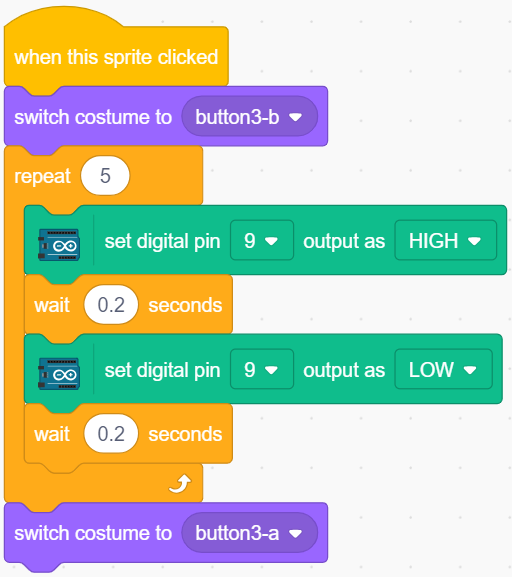 when this sprite clicked
switch costume to button3-b
repeat 5
set digital pin 9 output as HIGH
wait 0.2 seconds
set digital pin 9 output as LOW
wait 0.2 seconds
switch costume to button3-a